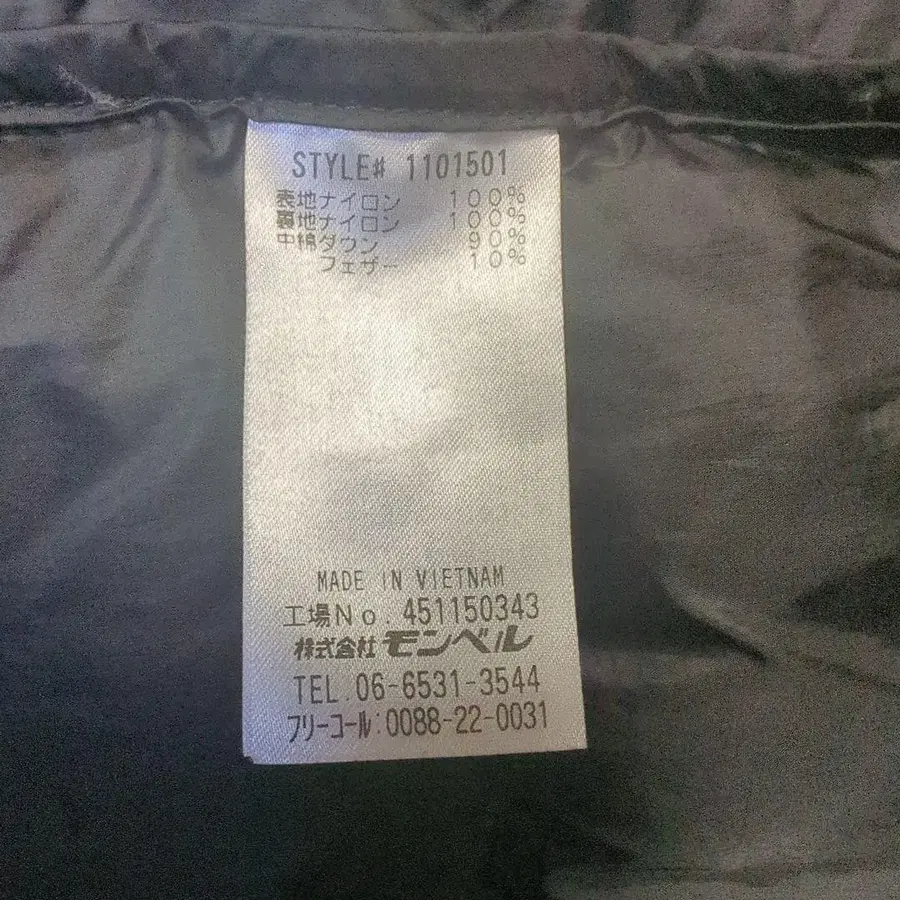 STYLE# 1101501
表地ナイロン 100%
裏地ナイロン 100%
中綿ダウン 90%
フェザー 10%
MADE IN VIETNAM
工場No. 451150343
株式会社 モンベル
TEL.06-6531-3544
フリーコール:0088-22-0031